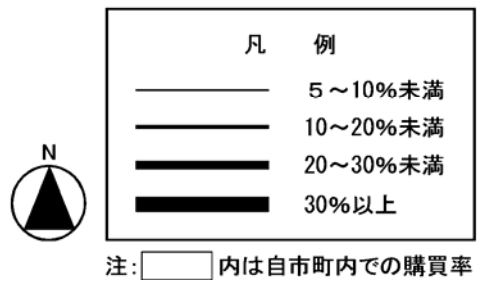 凡 例
5~10%未満
10~20%未満
20~30%未満
30%以上
N
注: 内は自市町内での購買率